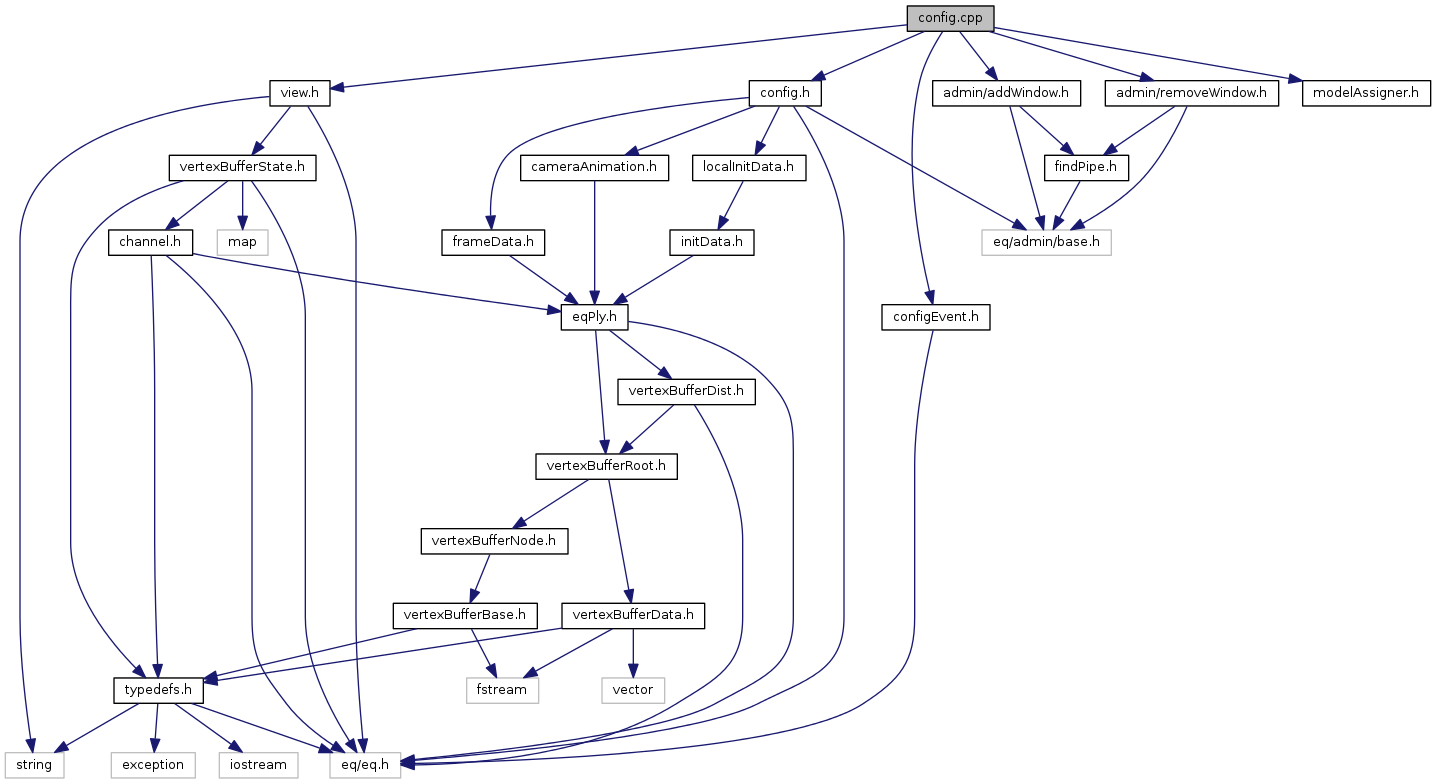 config.cpp
view.h
config.h
admin/addWindow.h
admin/removeWindow.h
modelAssigner.h
vertexBufferState.h
cameraAnimation.h
localInitData.h
findPipe.h
channel.h
map
frameData.h
initData.h
eq/admin/base.h
eqPly.h
configEvent.h
vertexBufferDist.h
vertexBufferRoot.h
vertexBufferNode.h
vertexBufferBase.h
vertexBufferData.h
typedefs.h
fstream
vector
string
exception
iostream
eq/eq.h